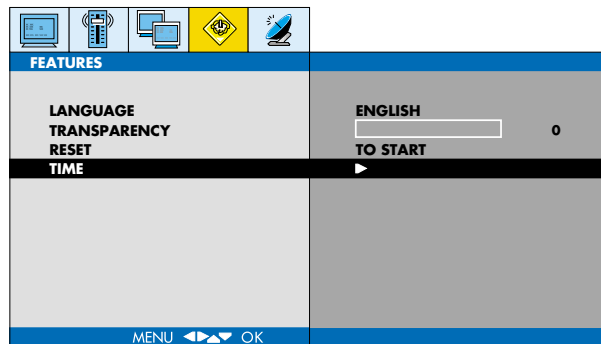 FEATURES
LANGUAGE ENGLISH
TRANSPARENCY 0
RESET TO START
TIME
MENU OK